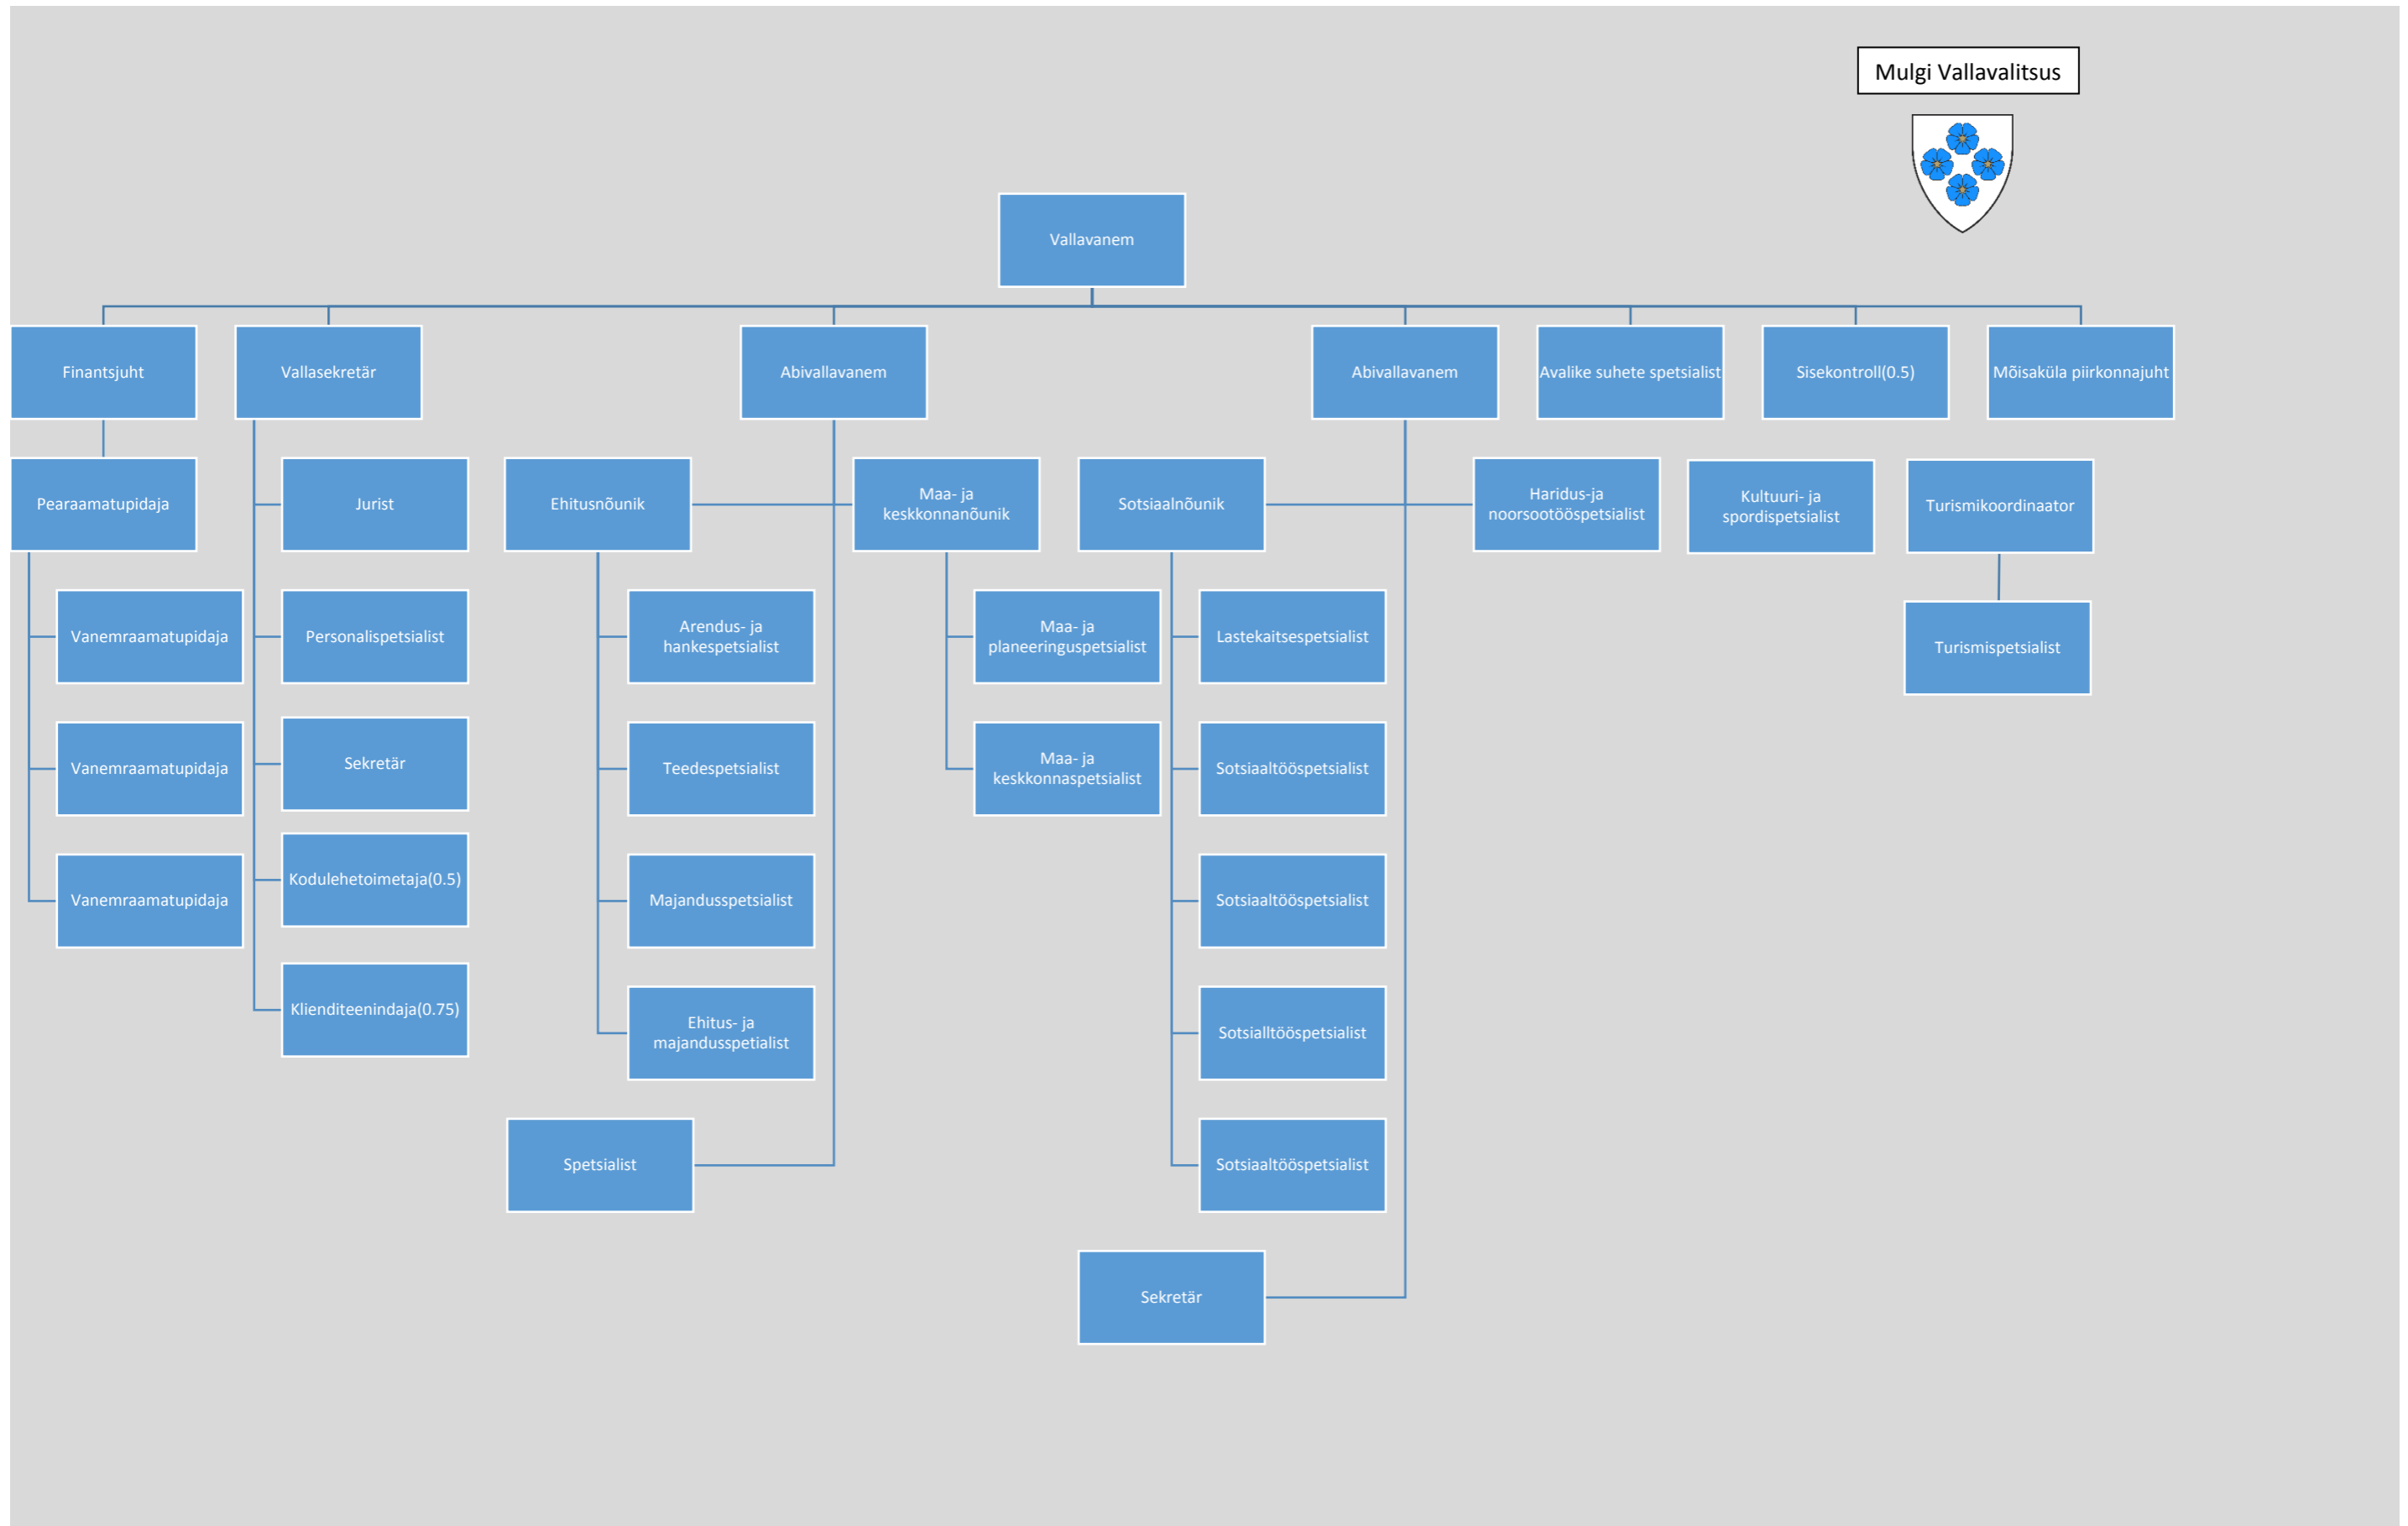 Mulgi Vallavalitsus
Vallavanem
Finantsjuht
Vallasekretär
Abivallavanem
Abivallavanem
Avalike suhete spetsialist
Sisekontroll(0.5)
Mõisaküla piirkonnajuht
Pearaamatupidaja
Jurist
Ehitusnõunik
Maa- ja
keskkonnanõunik
Sotsiaalnõunik
Haridus-ja
noorsootööspetsialist
Kultuuri- ja
spordispetsialist
Turismikoordinaator
Vanemraamatupidaja
Personalispetsialist
Arendus- ja
hankespetsialist
Maa- ja
planeeringuspetsialist
Lastekaitsespetsialist
Turismispetsialist
Vanemraamatupidaja
Sekretär
Teedespetsialist
Maa- ja
keskkonnaspetsialist
Sotsiaaltööspetsialist
Vanemraamatupidaja
Kodulehetoimetaja(0.5)
Majandusspetsialist
Sotsiaaltööspetsialist
Klienditeenindaja(0.75)
Ehitus- ja
majandusspetialist
Sotsialltööspetsialist
Spetsialist
Sotsiaaltööspetsialist
Sekretär